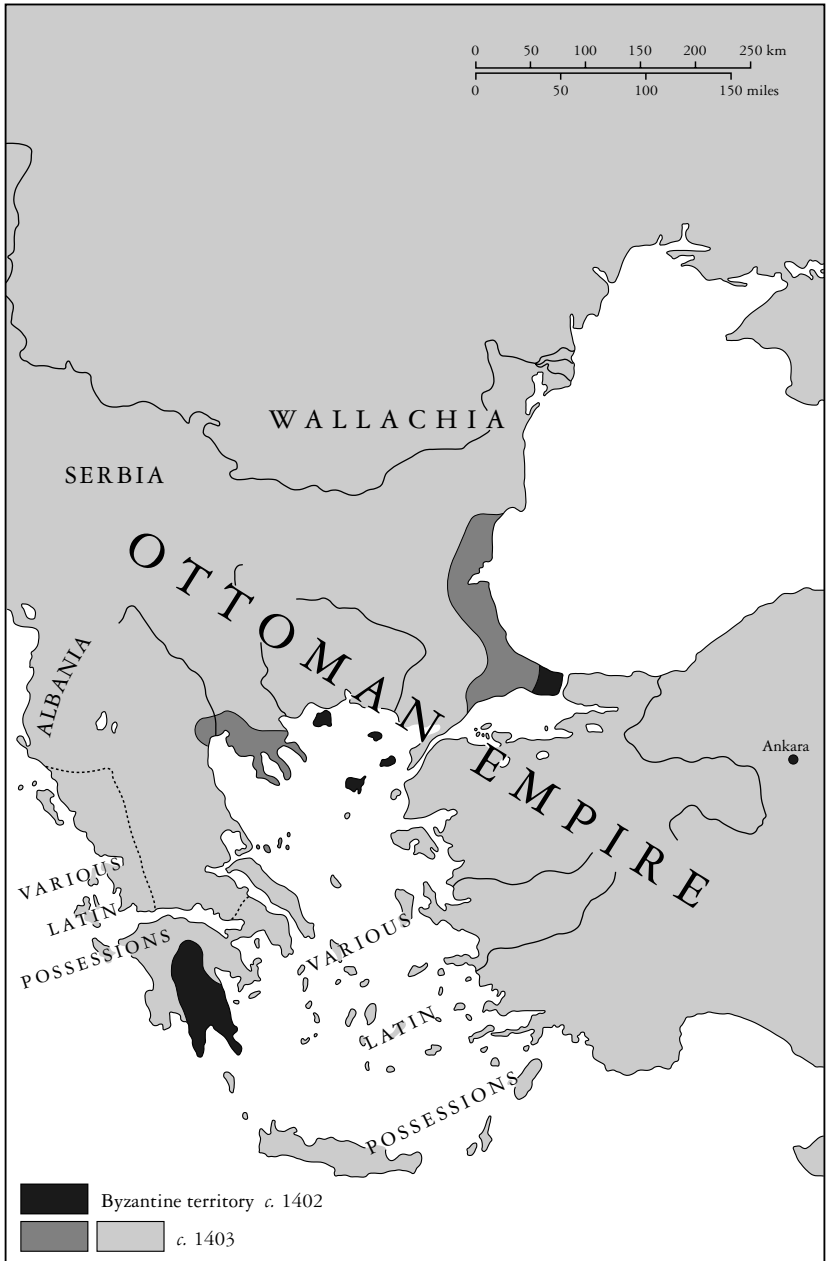 0 50 100 150 200 250 km
0 50 100 150 miles
WALLACHIA
SERBIA
OTTOMAN EMPIRE
ALBANIA
Ankara
VARIOUS
LATIN
POSSESSIONS
VARIOUS
LATIN
POSSESSIONS
Byzantine territory c. 1402
c. 1403